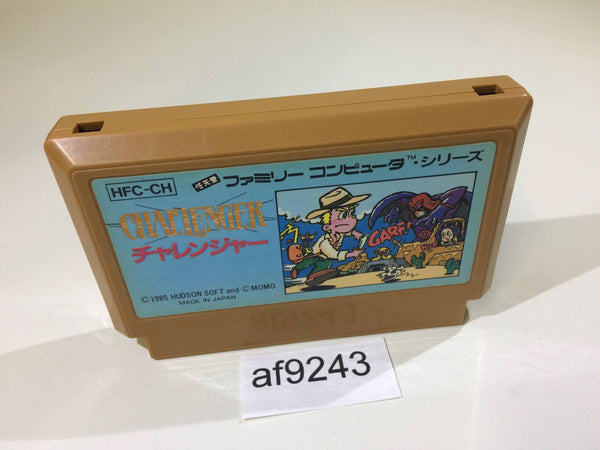 HFC-CH
任天堂 ファミリー コンピュータ™・シリーズ
CHALLENGER
チャレンジャー
GARF!
©1985 HUDSON SOFT and ©MOMO
MADE IN JAPAN
af9243